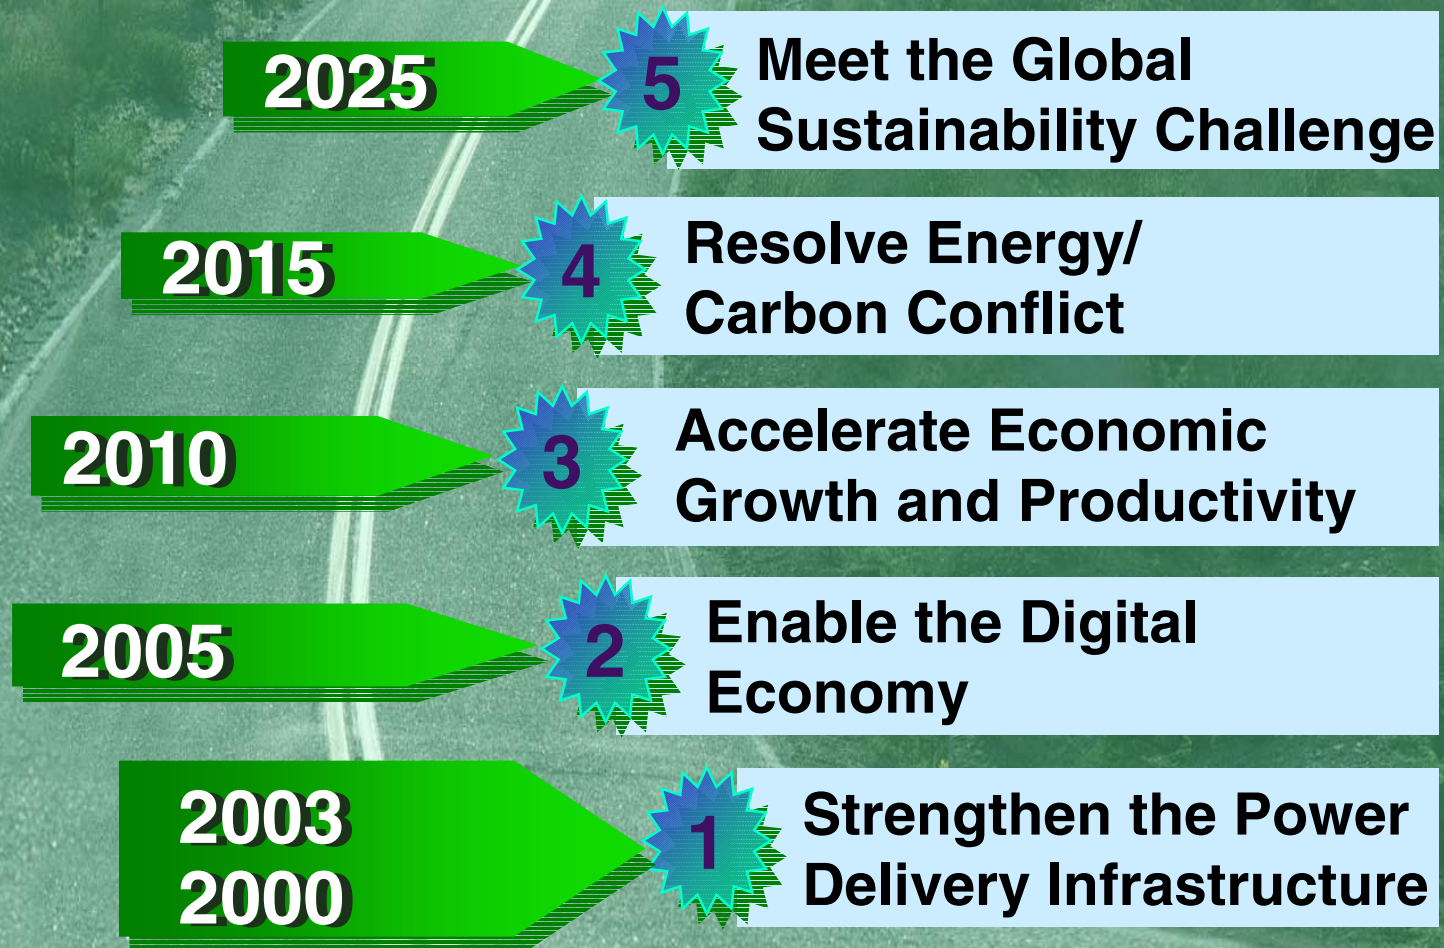 2025
5
Meet the Global
Sustainability Challenge
2015
4
Resolve Energy/
Carbon Conflict
2010
3
Accelerate Economic
Growth and Productivity
2005
2
Enable the Digital
Economy
2003
2000
1
Strengthen the Power
Delivery Infrastructure